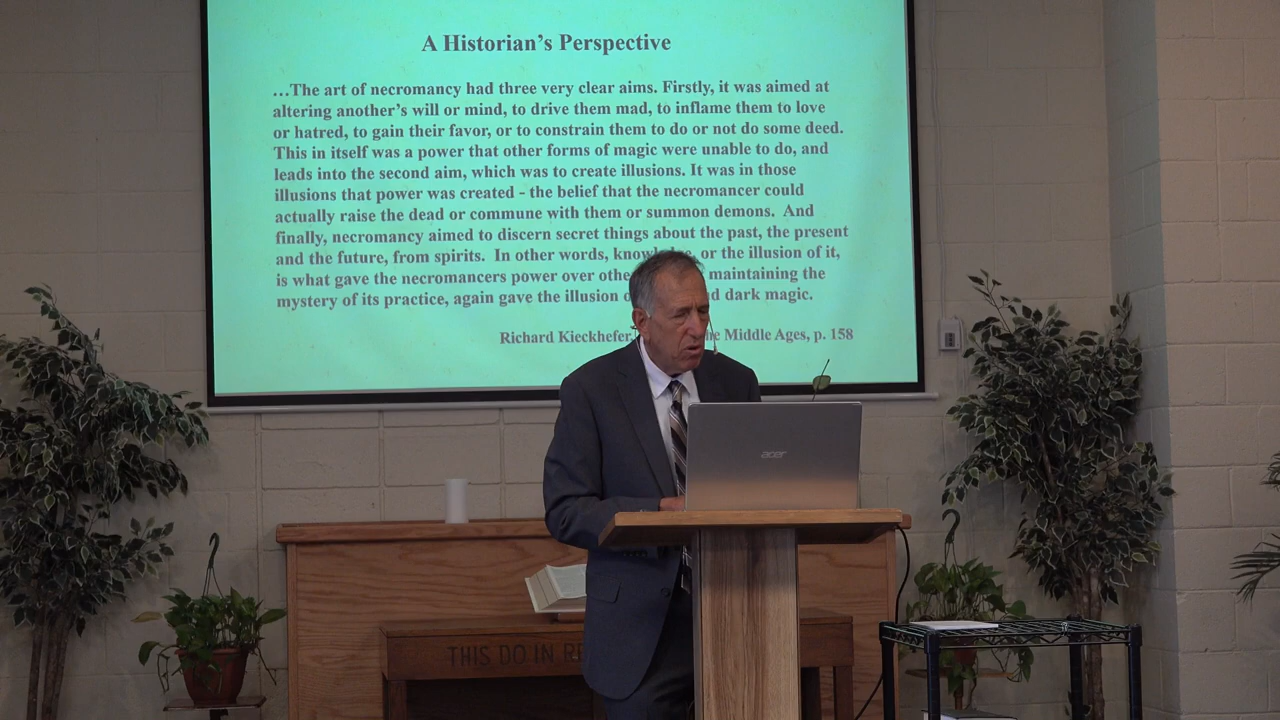 A Historian's Perspective
…The art of necromancy had three very clear aims. Firstly, it was aimed at
altering another's will or mind, to drive them mad, to inflame them to love
or hatred, to gain their favor, or to constrain them to do or not do some deed.
This in itself was a power that other forms of magic were unable to do, and
leads into the second aim, which was to create illusions. It was in those
illusions that power was created - the belief that the necromancer could
actually raise the dead or commune with them or summon demons. And
finally, necromancy aimed to discern secret things about the past, the present
and the future, from spirits. In other words, or the illusion of it,
is what gave the necromancers power over maintaining the
mystery of its practice, again gave the illusion dark magic.
Richard Kieckhefer, Middle Ages, p. 158
acer
THIS DO IN